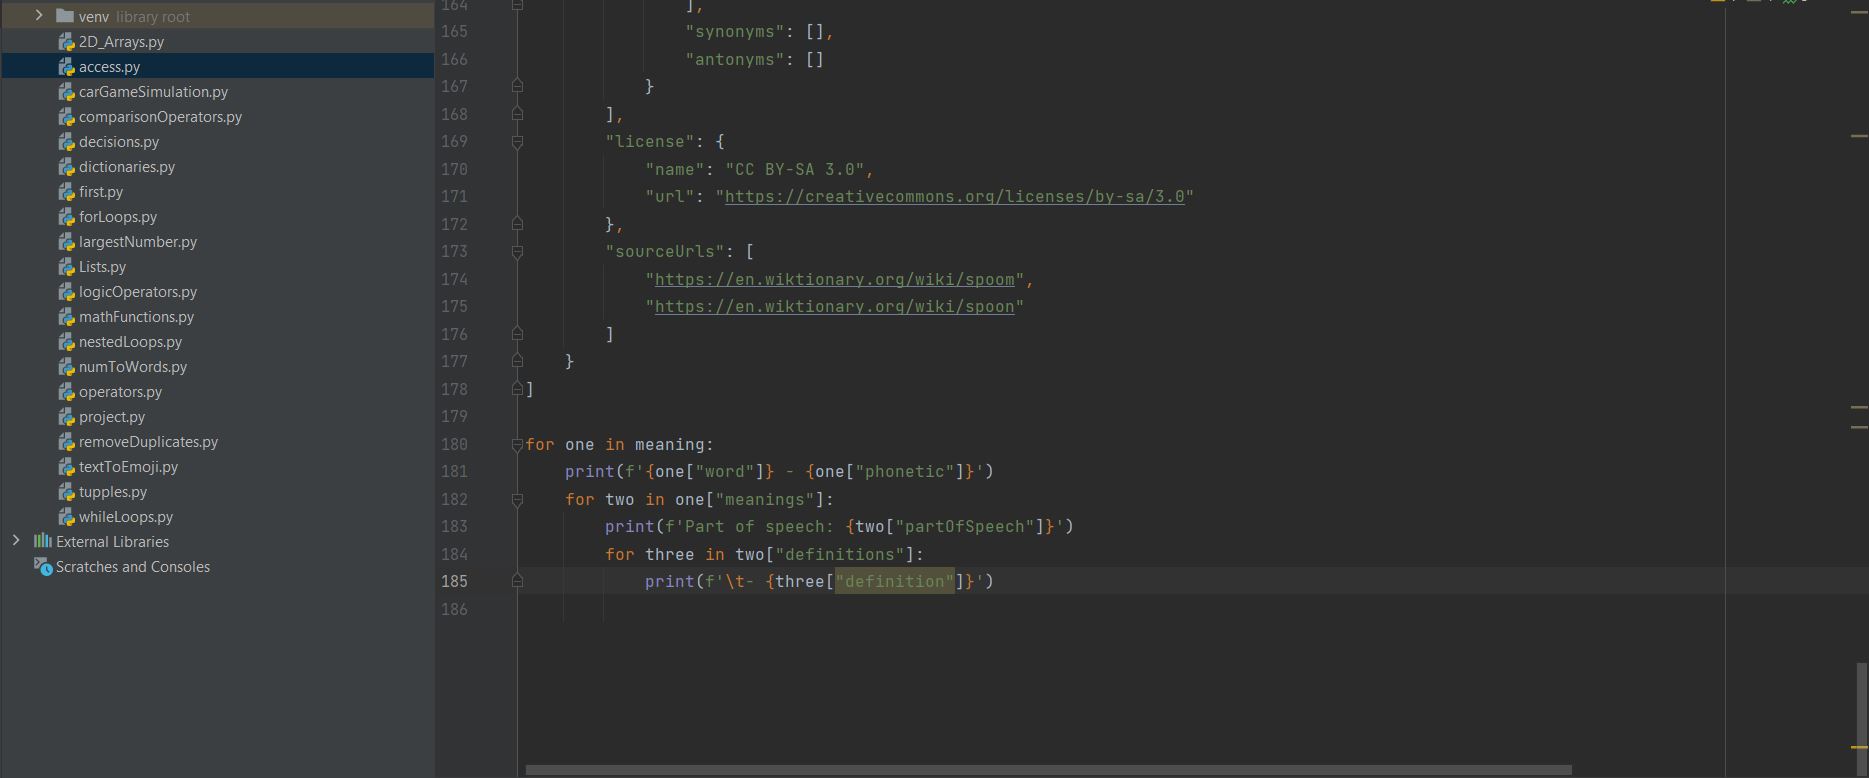 venv library root
2D_Arrays.py
access.py
carGameSimulation.py
comparisonOperators.py
decisions.py
dictionaries.py
first.py
forLoops.py
largestNumber.py
Lists.py
logicOperators.py
mathFunctions.py
nestedLoops.py
numToWords.py
operators.py
project.py
removeDuplicates.py
textToEmoji.py
tupples.py
whileLoops.py
External Libraries
Scratches and Consoles
164 ],
165 "synonyms": [],
166 "antonyms": []
167 }
168 ],
169 "license": {
170 "name": "CC BY-SA 3.0",
171 "url": "https://creativecommons.org/licenses/by-sa/3.0"
172 },
173 "sourceUrls": [
174 "https://en.wiktionary.org/wiki/spoom",
175 "https://en.wiktionary.org/wiki/spoon"
176 ]
177 }
178 ]
179
180 for one in meaning:
181 print(f'{one["word"]} - {one["phonetic"]}')
182 for two in one["meanings"]:
183 print(f'Part of speech: {two["partOfSpeech"]}')
184 for three in two["definitions"]:
185 print(f'\t- {three["definition"]}')
186